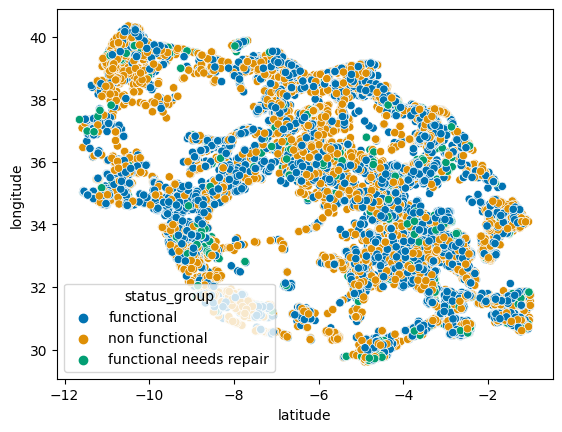 40
38
36
34
32
30
longitude
status_group
functional
non functional
functional needs repair
−12
−10
−8
−6
−4
−2
latitude